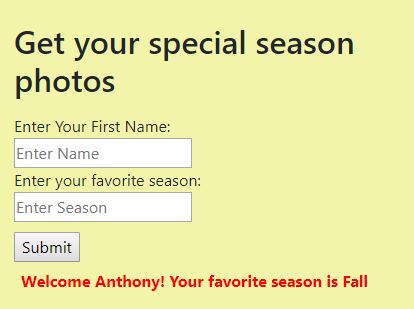 Get your special season
photos
Enter Your First Name:
Enter Name
Enter your favorite season:
Enter Season
Submit
Welcome Anthony! Your favorite season is Fall